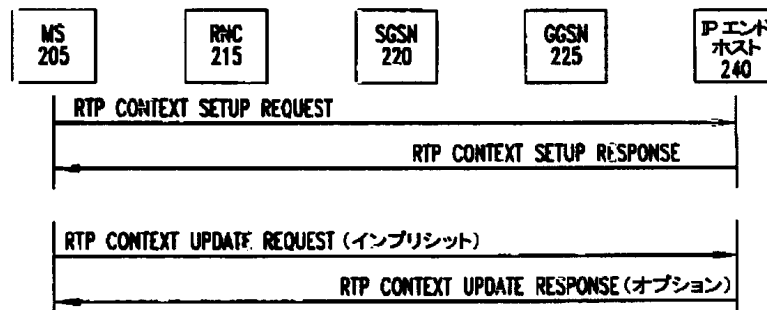 MS
205
RNC
215
SGSN
220
GGSN
225
IP エンド
ホスト
240
RTP CONTEXT SETUP REQUEST
RTP CONTEXT SETUP RESPONSE
RTP CONTEXT UPDATE REQUEST (インプリシット)
RTP CONTEXT UPDATE RESPONSE (オプション)